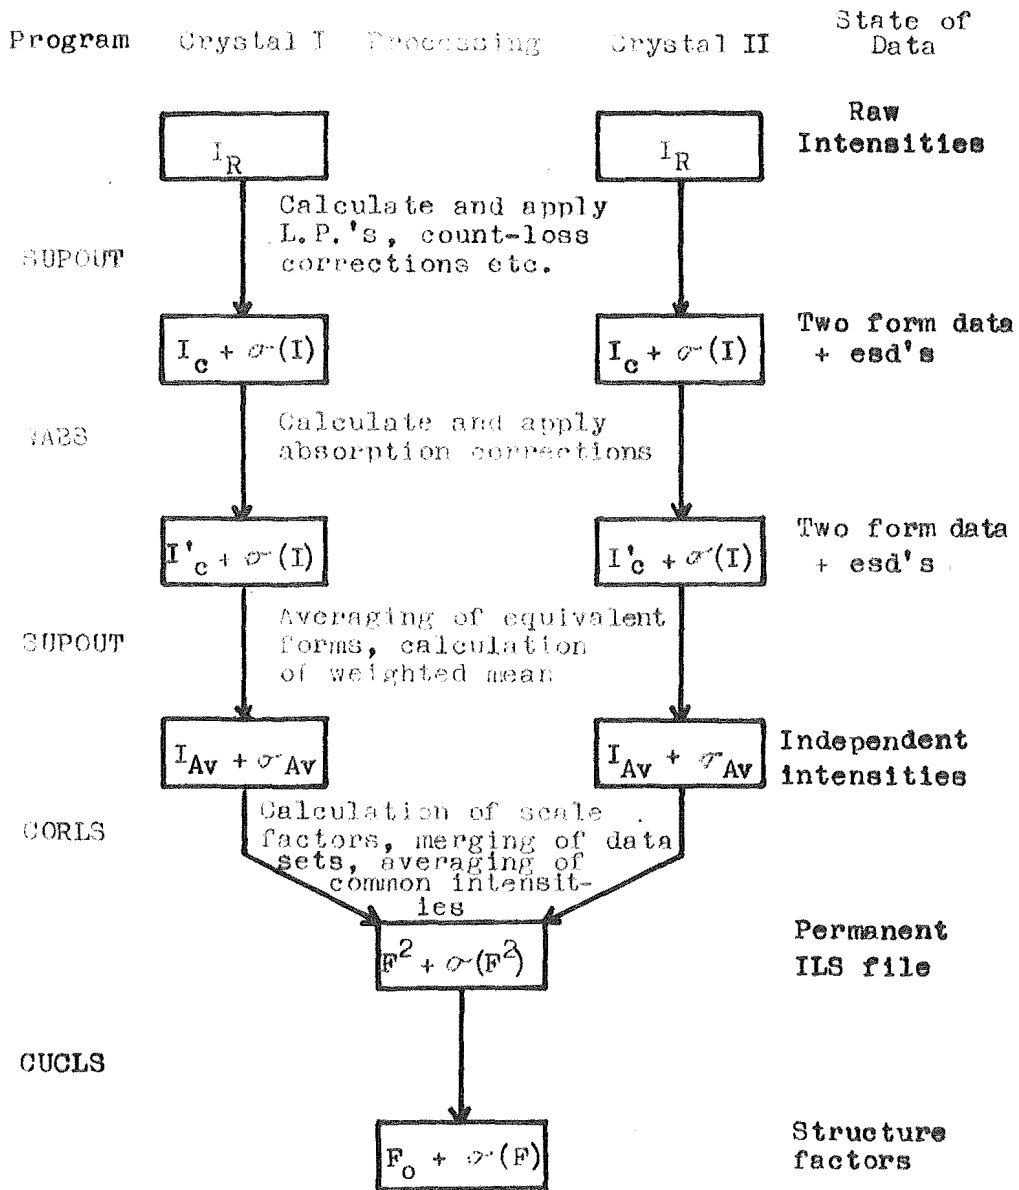 State of
Program Crystal I Processing Crystal II Data
Raw
Intensities
I_R I_R
Calculate and apply
L.P.'s, count-loss
corrections etc.
SUPOUT
Two form data
+ esd's
I_c + σ(I) I_c + σ(I)
Calculate and apply
absorption corrections
Two form data
+ esd's
I'_c + σ(I) I'_c + σ(I)
Averaging of equivalent
forms, calculation
of weighted mean
SUPOUT
Independent
intensities
I_Av + σ_Av I_Av + σ_Av
Calculation of scale
factors, merging of data
sets, averaging of
common intensit-
ies
CORLS
Permanent
ILS file
F² + σ(F²)
CUCLS
Structure
factors
F_o + σ(F)